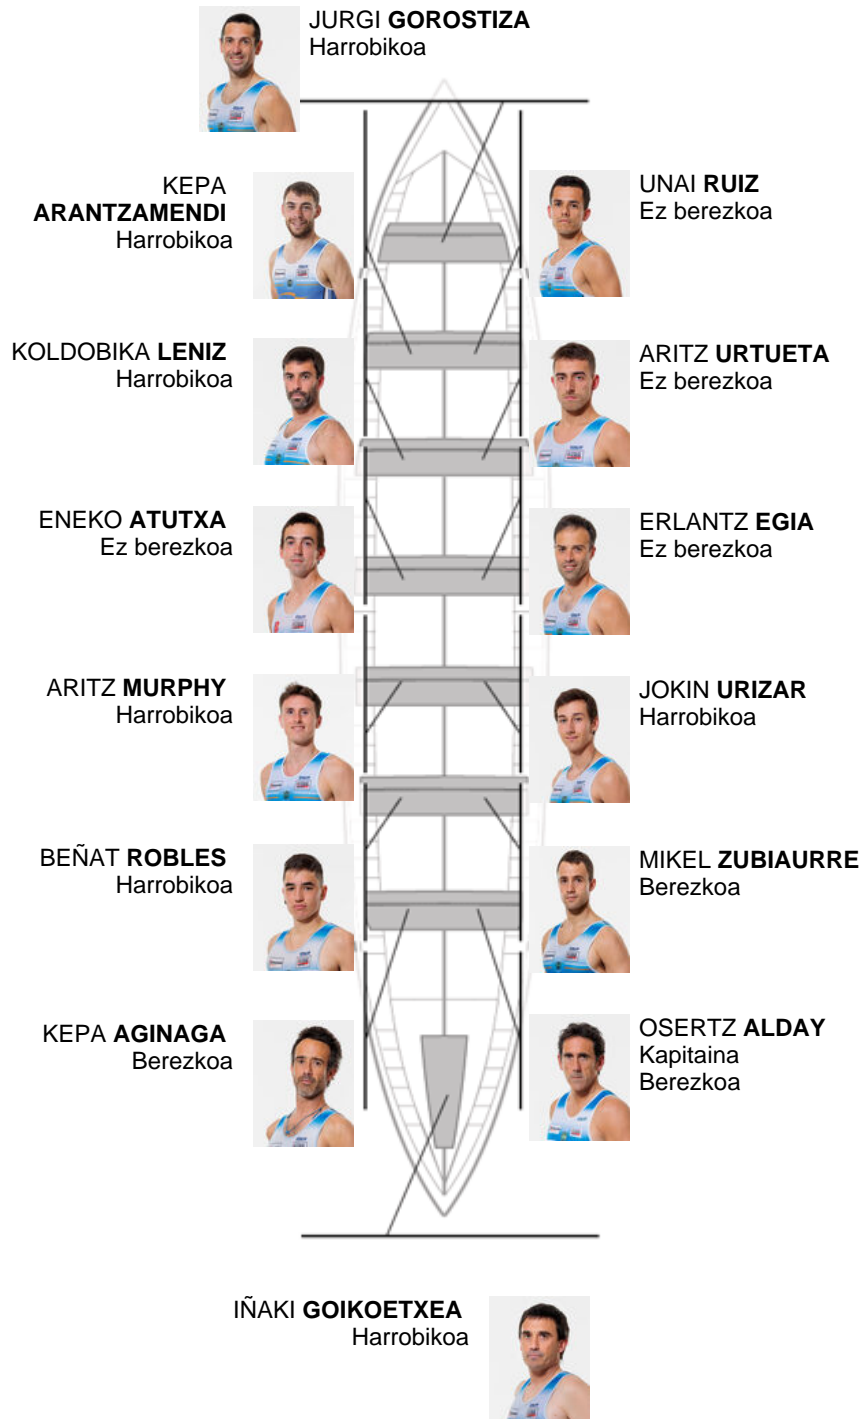 JURGI GOROSTIZA
Harrobikoa
KEPA
ARANTZAMENDI
Harrobikoa
UNAI RUIZ
Ez berezkoa
KOLDOBIKA LENIZ
Harrobikoa
ARITZ URTUETA
Ez berezkoa
ENEKO ATUTXA
Ez berezkoa
ERLANTZ EGIA
Ez berezkoa
ARITZ MURPHY
Harrobikoa
JOKIN URIZAR
Harrobikoa
BEÑAT ROBLES
Harrobikoa
MIKEL ZUBIAURRE
Berezkoa
KEPA AGINAGA
Berezkoa
OSERTZ ALDAY
Kapitaina
Berezkoa
IÑAKI GOIKOETXEA
Harrobikoa